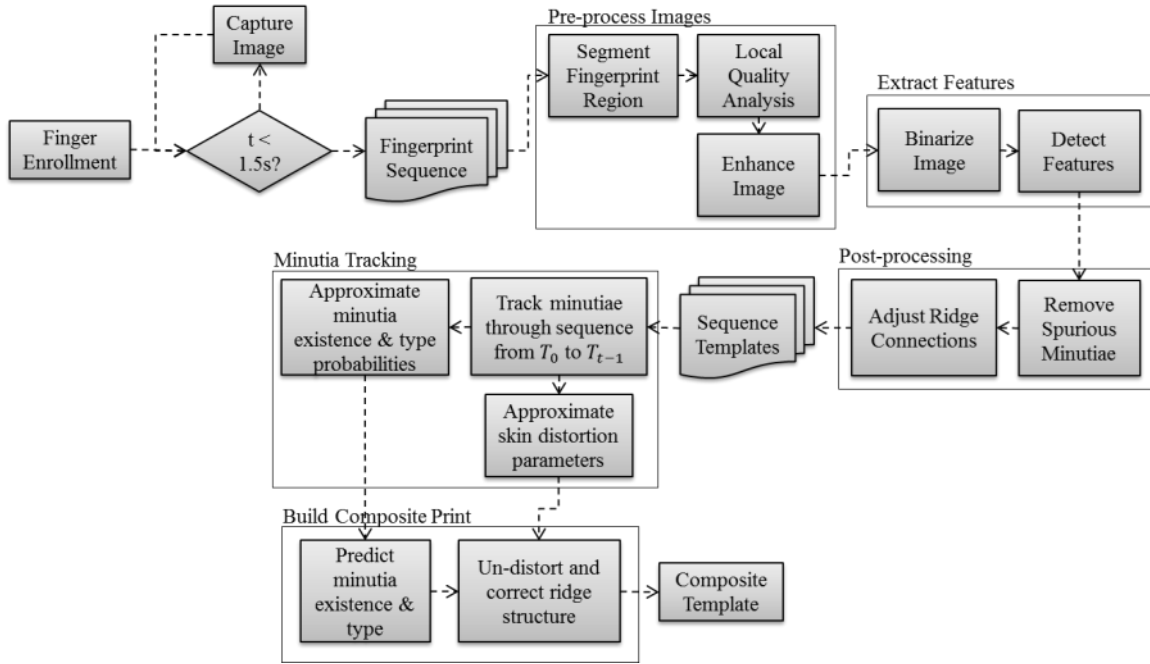 Capture
Image
Finger
Enrollment
t <
1.5s?
Fingerprint
Sequence
Pre-process Images
Segment
Fingerprint
Region
Local
Quality
Analysis
Enhance
Image
Extract Features
Binarize
Image
Detect
Features
Post-processing
Remove
Spurious
Minutiae
Adjust Ridge
Connections
Sequence
Templates
Minutia Tracking
Track minutiae
through sequence
from T₀ to Tₜ₋₁
Approximate
minutia
existence & type
probabilities
Approximate
skin distortion
parameters
Build Composite Print
Predict
minutia
existence &
type
Un-distort and
correct ridge
structure
Composite
Template